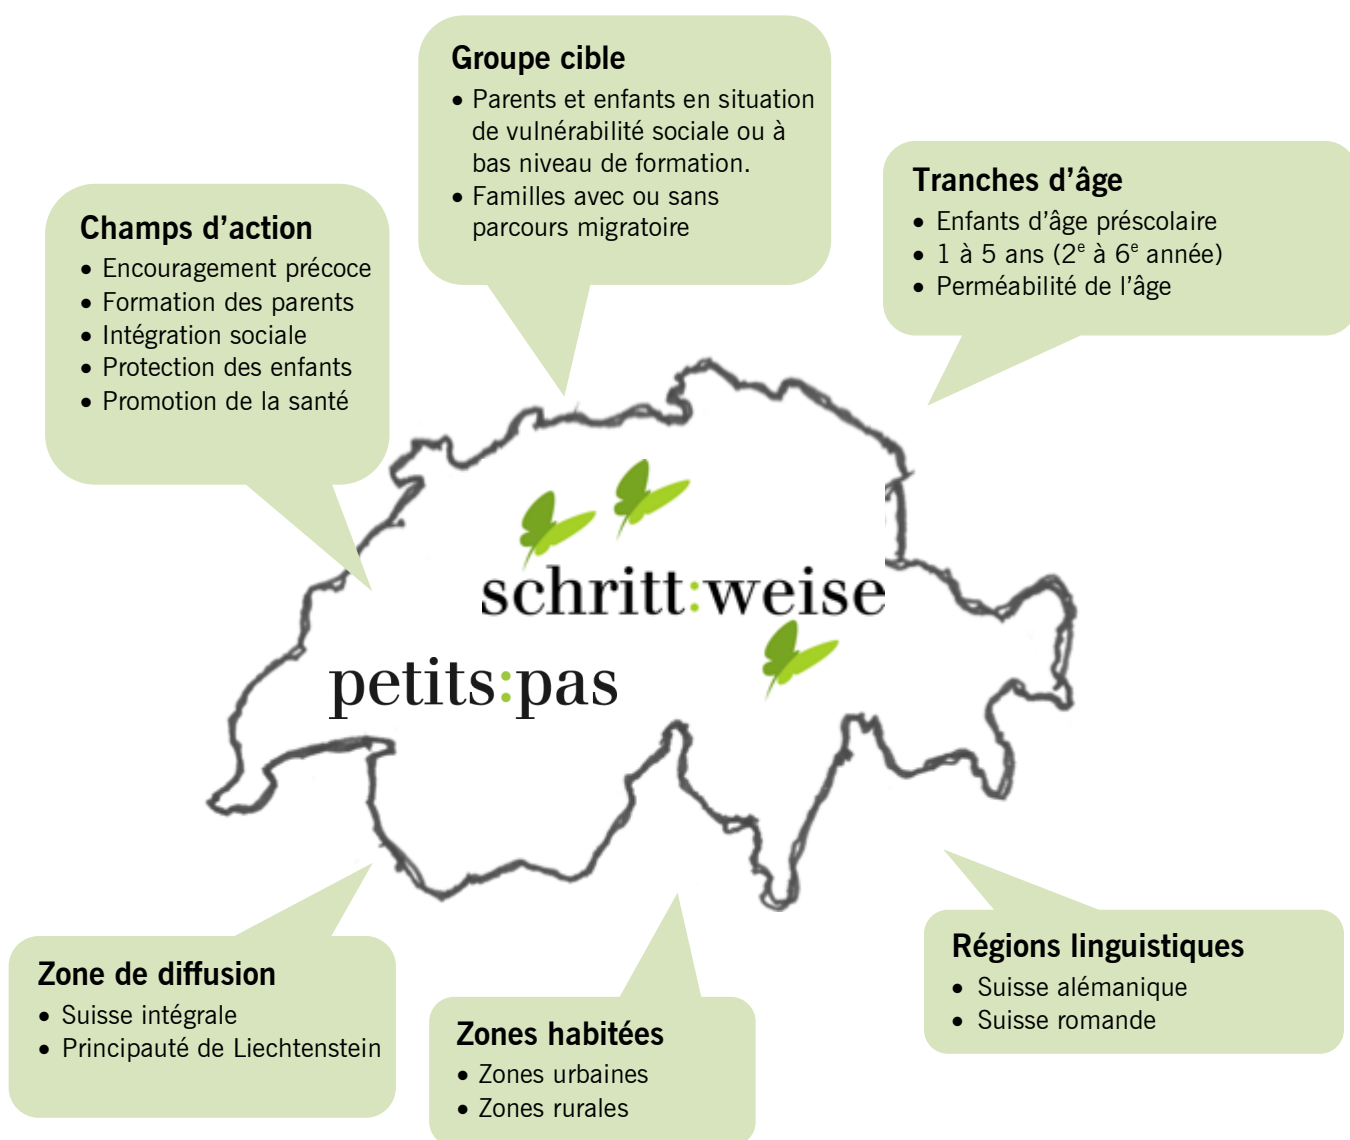 Groupe cible
• Parents et enfants en situation
de vulnérabilité sociale ou à
bas niveau de formation.
• Familles avec ou sans
parcours migratoire
Tranches d’âge
• Enfants d’âge préscolaire
• 1 à 5 ans (2e à 6e année)
• Perméabilité de l’âge
Champs d’action
• Encouragement précoce
• Formation des parents
• Intégration sociale
• Protection des enfants
• Promotion de la santé
schritt:weise
petits:pas
Zone de diffusion
• Suisse intégrale
• Principauté de Liechtenstein
Zones habitées
• Zones urbaines
• Zones rurales
Régions linguistiques
• Suisse alémanique
• Suisse romande